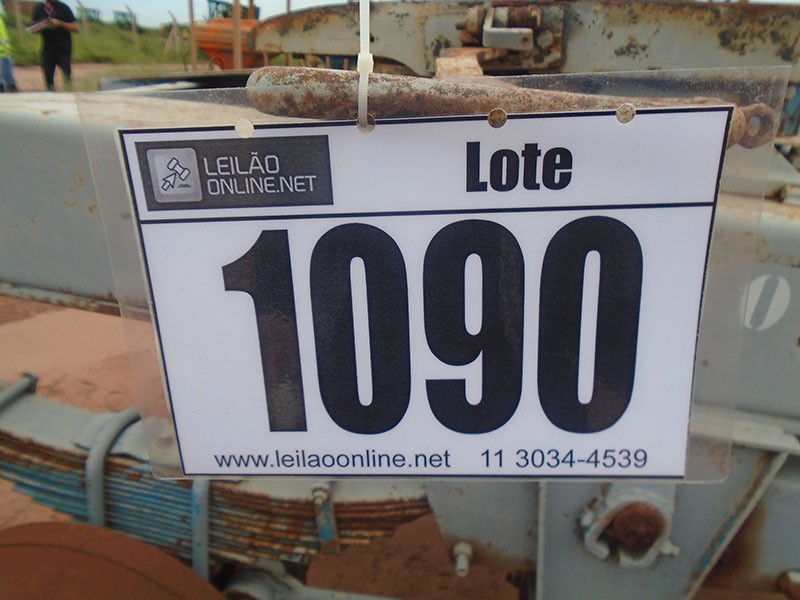 LEILÃO
ONLINE.NET
Lote
1090
www.leilaoonline.net 11 3034-4539